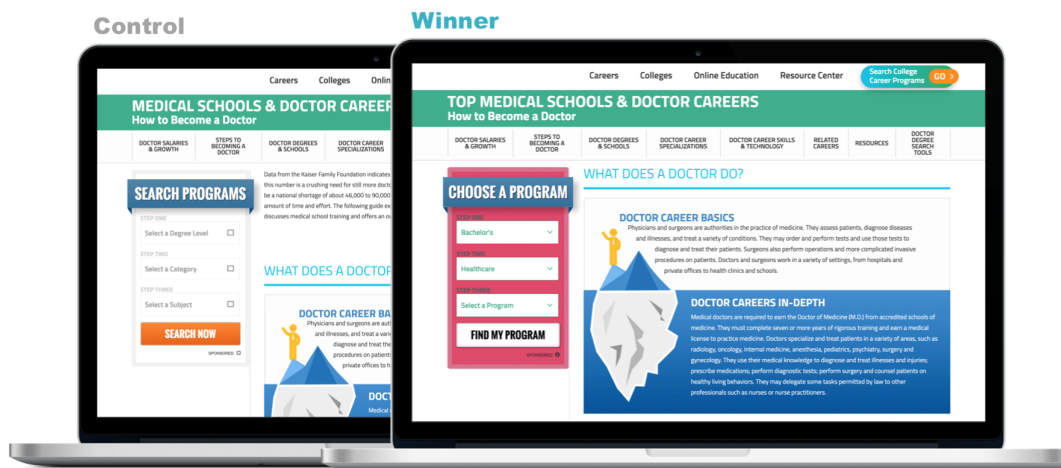 Control
Winner
Careers Colleges Onlin
MEDICAL SCHOOLS & DOCTOR CAREER
How to Become a Doctor
DOCTOR SALARIES & GROWTH
STEPS TO BECOMING A DOCTOR
DOCTOR DEGREES & SCHOOLS
DOCTOR CAREER SPECIALIZATIONS
SEARCH PROGRAMS
STEP ONE
Select a Degree Level
STEP TWO
Select a Category
STEP THREE
Select a Subject
SEARCH NOW
SPONSORED
Data from the Kaiser Family Foundation indicates
this number is a crushing need for still more docto
be a national shortage of about 46,000 to 90,000
amount of time and effort. The following guide ex
discusses medical school training and offers an ov
WHAT DOES A DOCTOR
DOCTOR CAREER BA
Physicians and surgeons are auth
and illnesses, and treat a varie
diagnose and treat the
procedures on patients
private offices to h
DOCT
Medical
Careers Colleges Online Education Resource Center
Search College
Career Programs
GO
TOP MEDICAL SCHOOLS & DOCTOR CAREERS
How to Become a Doctor
DOCTOR SALARIES & GROWTH
STEPS TO BECOMING A DOCTOR
DOCTOR DEGREES & SCHOOLS
DOCTOR CAREER SPECIALIZATIONS
DOCTOR CAREER SKILLS & TECHNOLOGY
RELATED CAREERS
RESOURCES
DOCTOR DEGREE SEARCH TOOLS
CHOOSE A PROGRAM
STEP ONE
Bachelor's
STEP TWO
Healthcare
STEP THREE
Select a Program
FIND MY PROGRAM
SPONSORED
WHAT DOES A DOCTOR DO?
DOCTOR CAREER BASICS
Physicians and surgeons are authorities in the practice of medicine. They assess patients, diagnose diseases
and illnesses, and treat a variety of conditions. They may order and perform tests and use those tests to
diagnose and treat their patients. Surgeons also perform operations and more complicated invasive
procedures on patients. Doctors and surgeons work in a variety of settings, from hospitals and
private offices to health clinics and schools.
DOCTOR CAREERS IN-DEPTH
Medical doctors are required to earn the Doctor of Medicine (M.D.) from accredited schools of
medicine. They must complete seven or more years of rigorous training and earn a medical
license to practice medicine. Doctors specialize and treat patients in a variety of areas, such as
radiology, oncology, internal medicine, anesthesia, pediatrics, psychiatry, surgery and
gynecology. They use their medical knowledge to diagnose and treat illnesses and injuries;
prescribe medications; perform diagnostic tests; perform surgery and counsel patients on
healthy living behaviors. They may delegate some tasks permitted by law to other
professionals such as nurses or nurse practitioners.